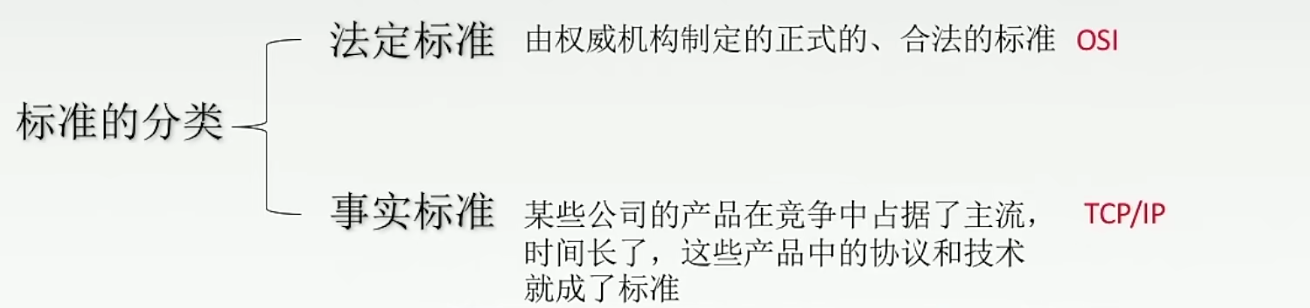 标准的分类
法定标准 由权威机构制定的正式的、合法的标准 OSI
事实标准 某些公司的产品在竞争中占据了主流， TCP/IP
时间长了，这些产品中的协议和技术
就成了标准